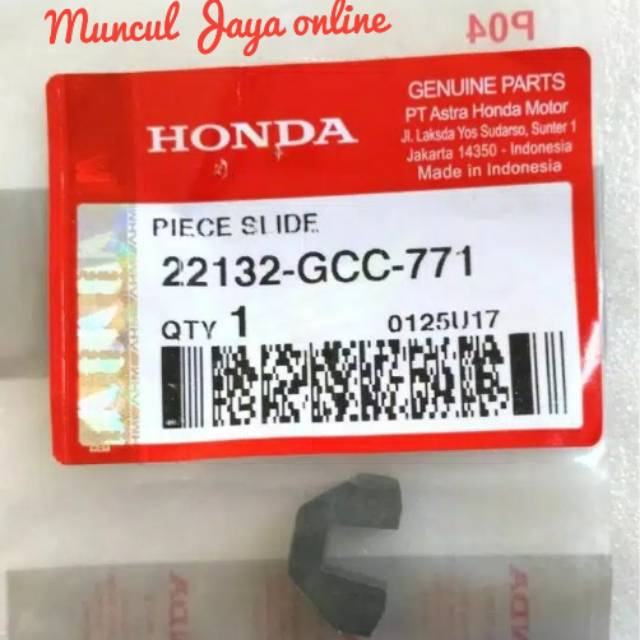 Muncul Jaya online
P04
GENUINE PARTS
HONDA
PT Astra Honda Motor
Jl. Laksda Yos Sudarso, Sunter 1
Jakarta 14350 - Indonesia
Made in Indonesia
PIECE SLIDE
22132-GCC-771
QTY 1
0125U17